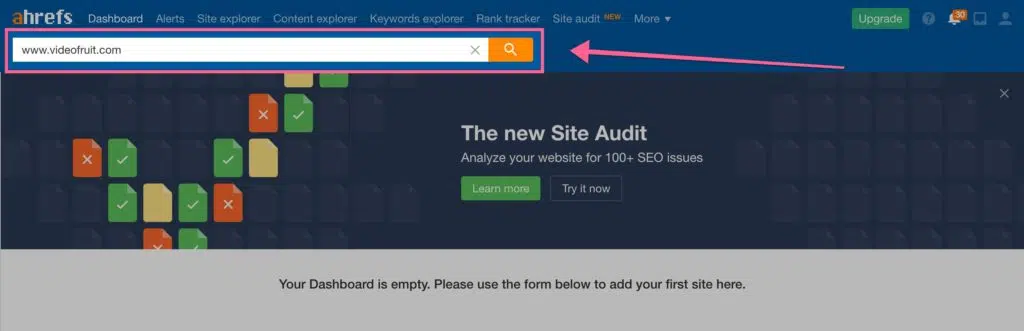 ahrefs Dashboard Alerts Site explorer Content explorer Keywords explorer Rank tracker Site audit NEW More Upgrade 30
www.videofruit.com
The new Site Audit
Analyze your website for 100+ SEO issues
Learn more Try it now
Your Dashboard is empty. Please use the form below to add your first site here.